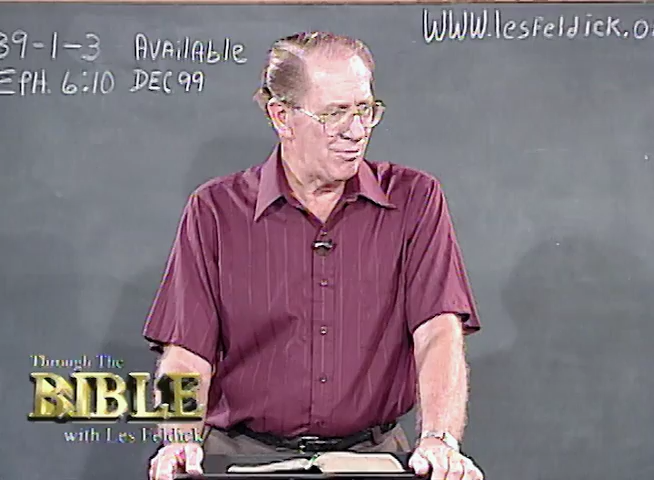 39-1-3 AVAILABLE
EPH. 6:10 DEC 99
WWW.lesfeldick.o
Through The
BIBLE
with Les Feldick